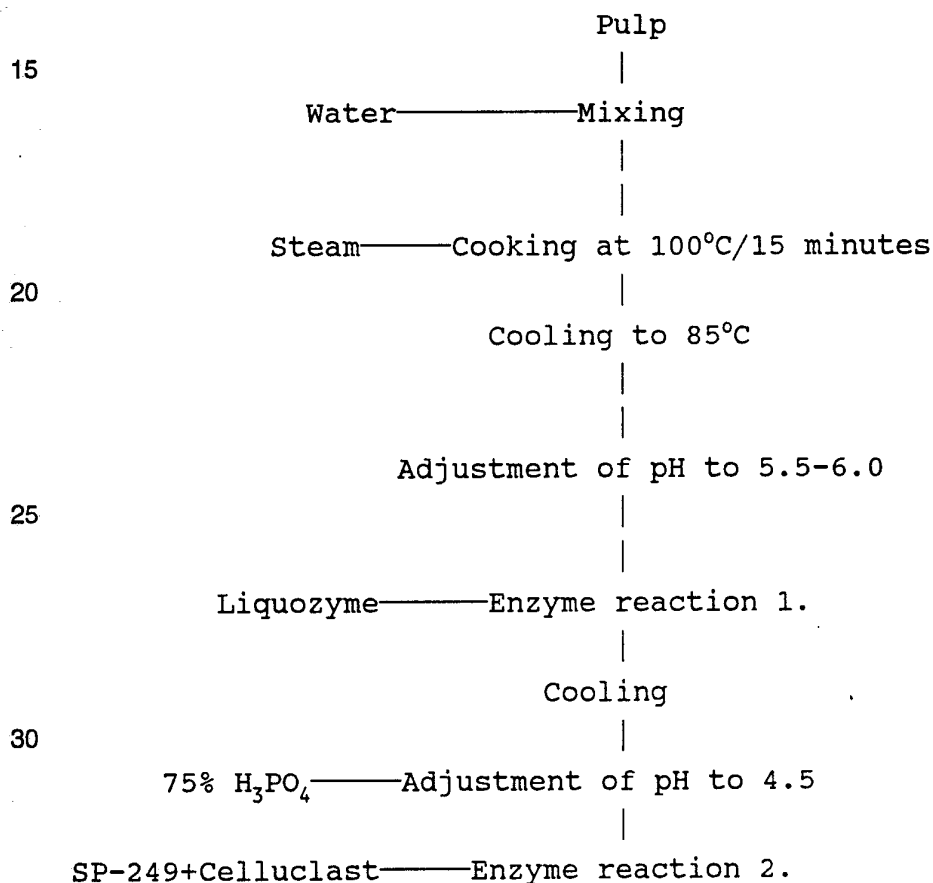 Pulp
15
Water Mixing
Steam Cooking at 100°C/15 minutes
20
Cooling to 85°C
Adjustment of pH to 5.5-6.0
25
Liquozyme Enzyme reaction 1.
Cooling
30
75% H₃PO₄ Adjustment of pH to 4.5
SP-249+Celluclast Enzyme reaction 2.